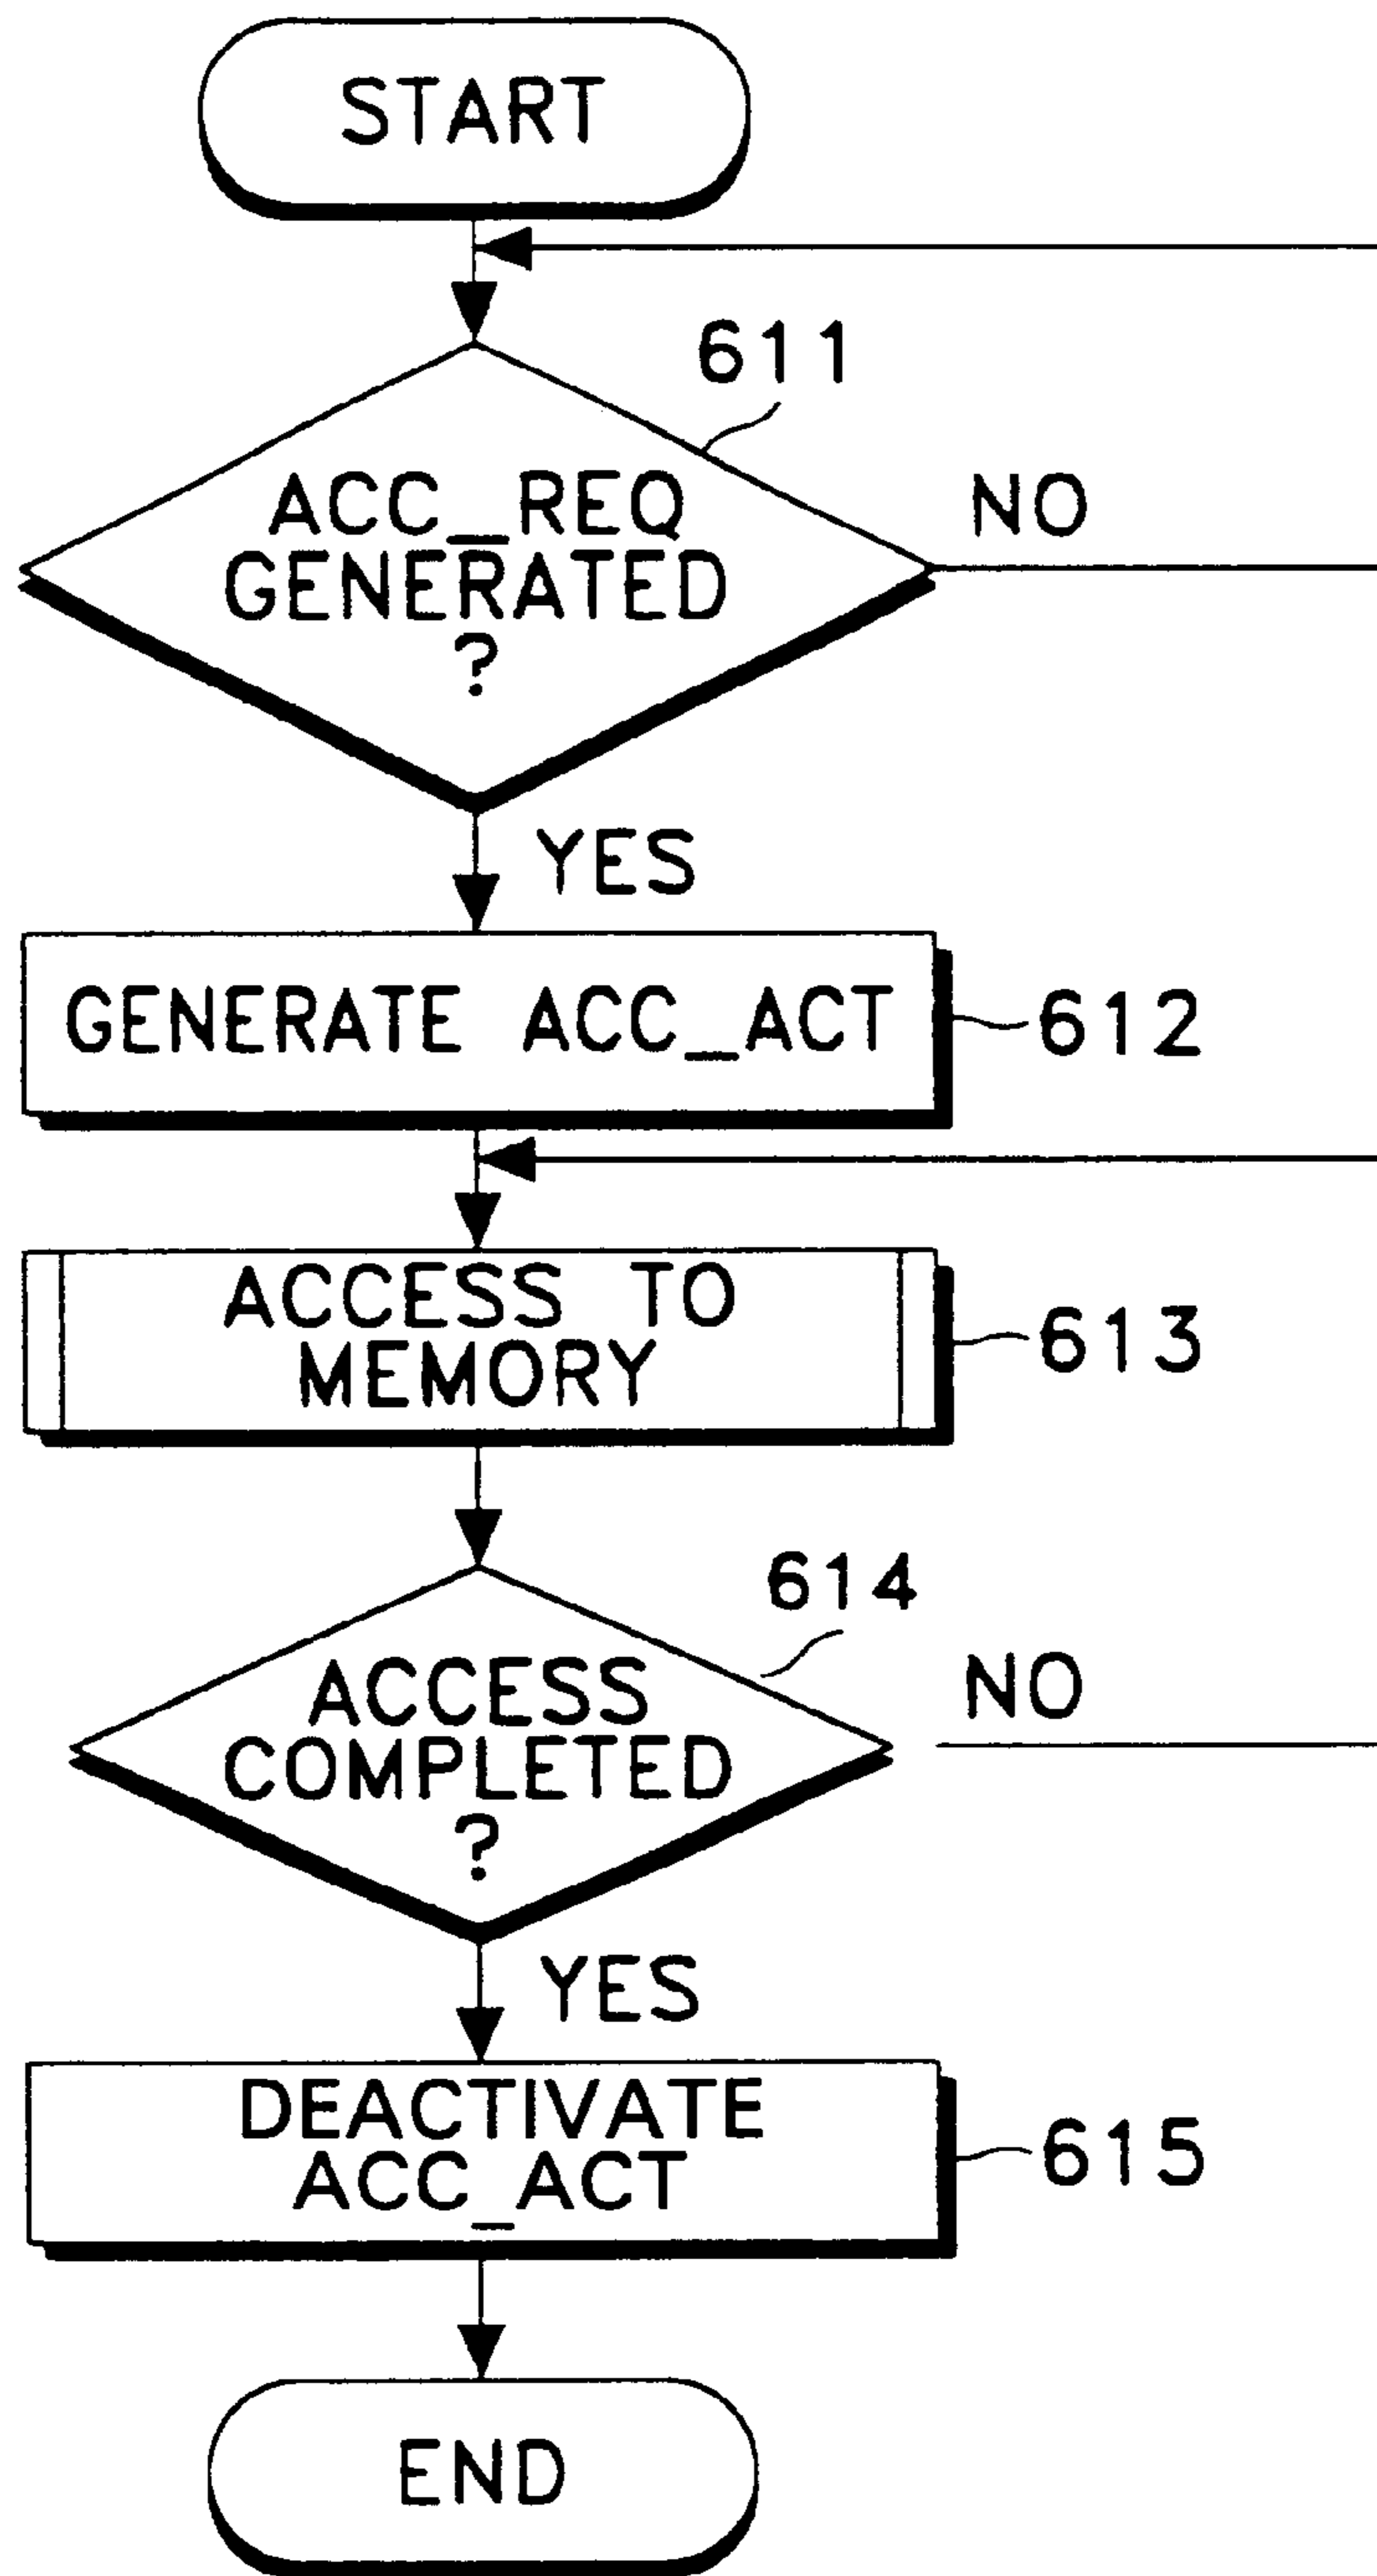 START
611
ACC_REQ
GENERATED
?
NO
YES
GENERATE ACC_ACT
612
ACCESS TO
MEMORY
613
614
ACCESS
COMPLETED
?
NO
YES
DEACTIVATE
ACC_ACT
615
END